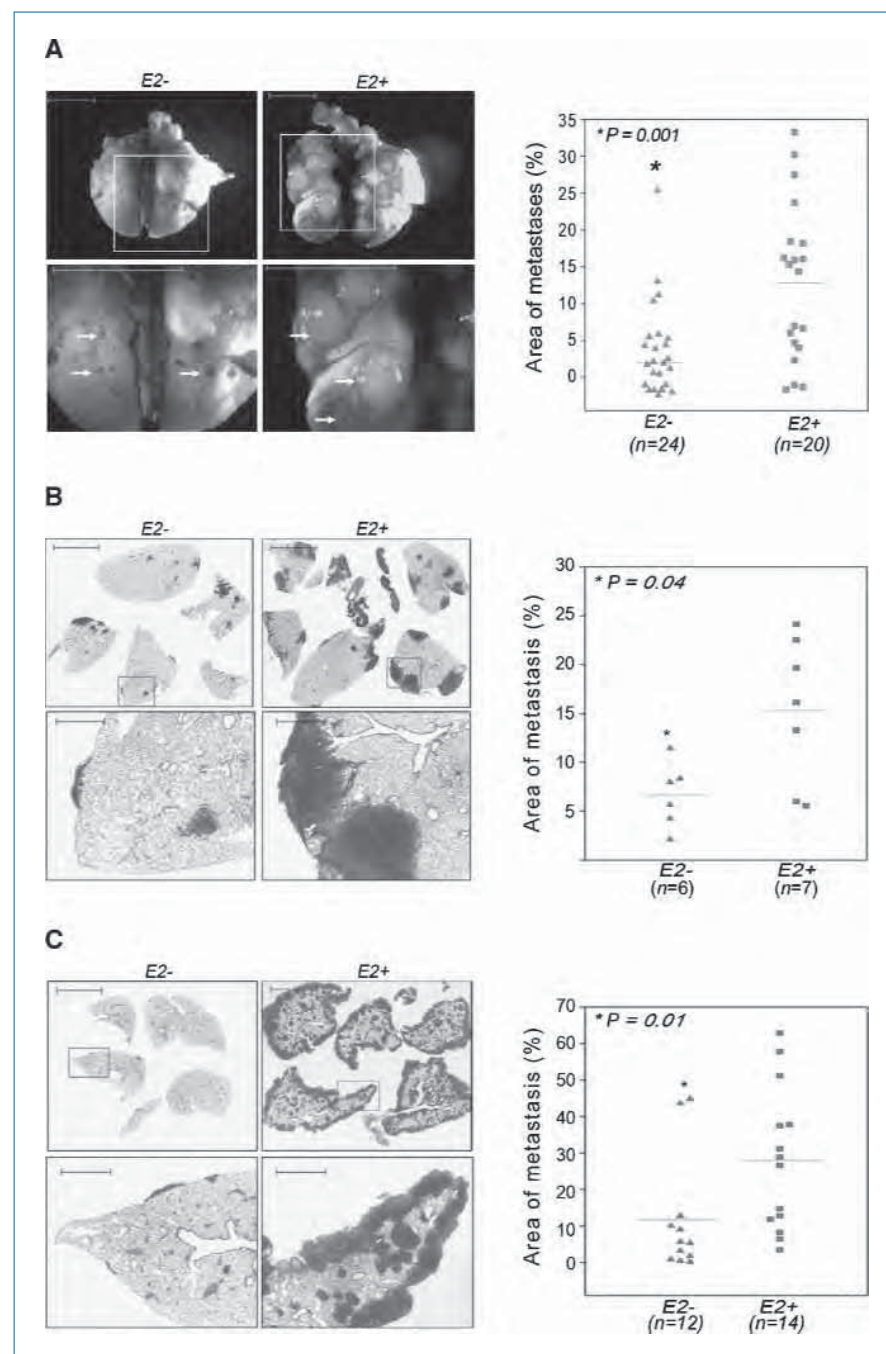 A
E2-
E2+
* P = 0.001
*
Area of metastases (%)
35
30
25
20
15
10
5
0
E2-
(n=24)
E2+
(n=20)
B
E2-
E2+
* P = 0.04
*
Area of metastasis (%)
30
25
20
15
10
5
E2-
(n=6)
E2+
(n=7)
C
E2-
E2+
* P = 0.01
*
Area of metastasis (%)
70
60
50
40
30
20
10
0
E2-
(n=12)
E2+
(n=14)